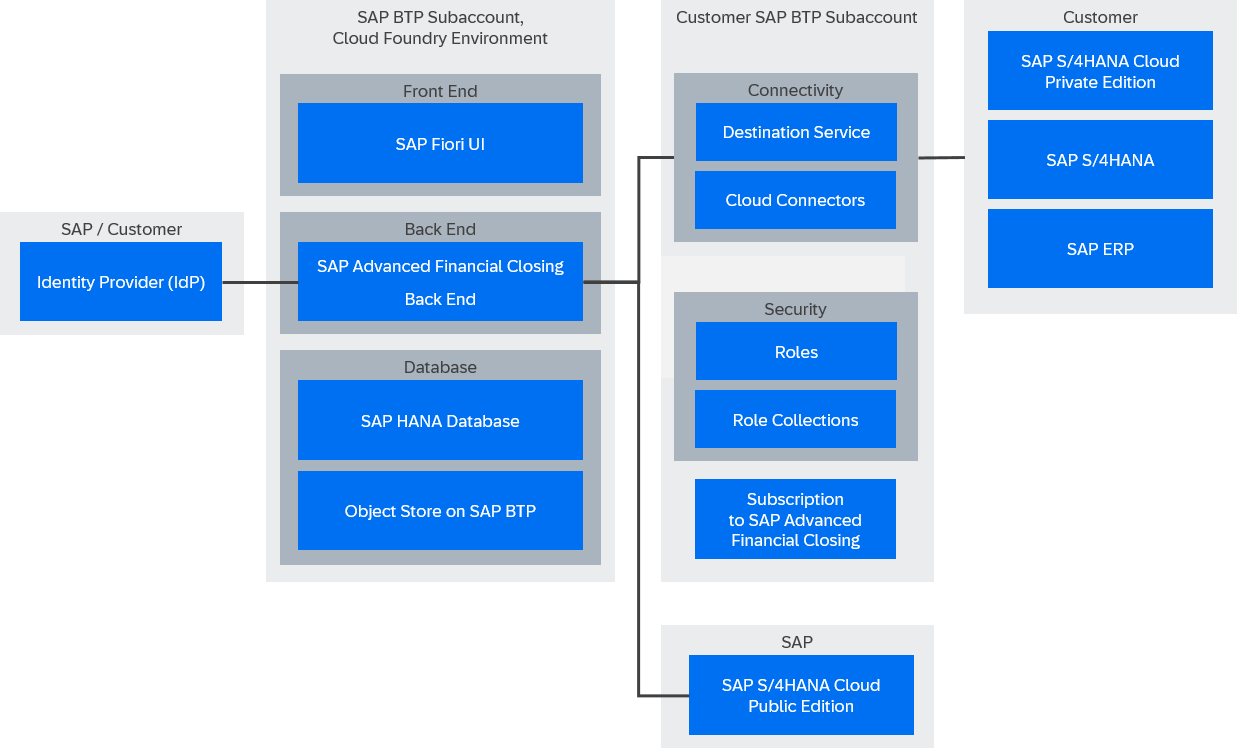 SAP / Customer
Identity Provider (IdP)
SAP BTP Subaccount,
Cloud Foundry Environment
Front End
SAP Fiori UI
Back End
SAP Advanced Financial Closing
Back End
Database
SAP HANA Database
Object Store on SAP BTP
Customer SAP BTP Subaccount
Connectivity
Destination Service
Cloud Connectors
Security
Roles
Role Collections
Subscription
to SAP Advanced
Financial Closing
SAP
SAP S/4HANA Cloud
Public Edition
Customer
SAP S/4HANA Cloud
Private Edition
SAP S/4HANA
SAP ERP